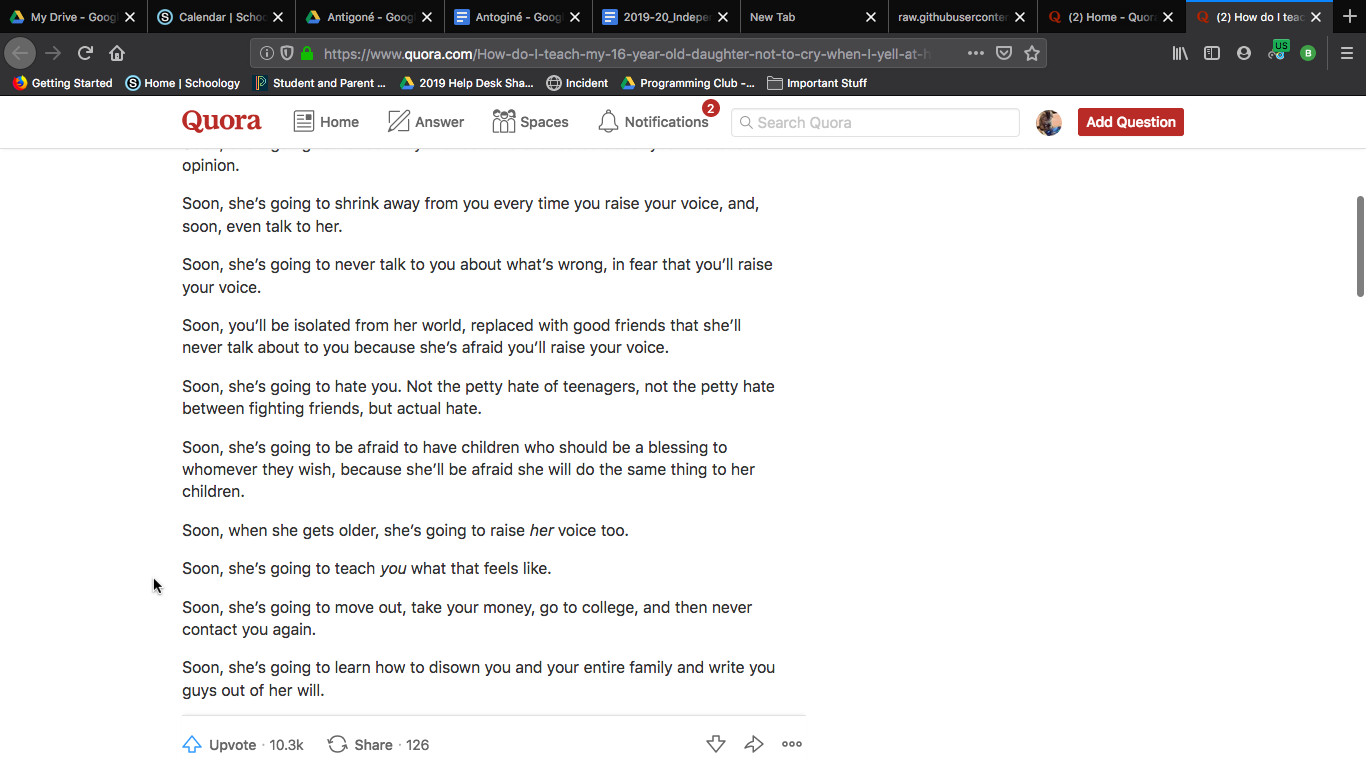 My Drive - Googl
Calendar | Schoo
Antigoné - Googl
Antoginé - Googl
2019-20_Indepen
New Tab
raw.githubuserconten
(2) Home - Quora
(2) How do I teac
https://www.quora.com/How-do-I-teach-my-16-year-old-daughter-not-to-cry-when-I-yell-at-h
US
B
Getting Started
Home | Schoology
Student and Parent ...
2019 Help Desk Sha...
Incident
Programming Club -...
Important Stuff
Quora
Home
Answer
Spaces
Notifications
2
Search Quora
Add Question
opinion.
Soon, she’s going to shrink away from you every time you raise your voice, and,
soon, even talk to her.
Soon, she’s going to never talk to you about what’s wrong, in fear that you’ll raise
your voice.
Soon, you’ll be isolated from her world, replaced with good friends that she’ll
never talk about to you because she’s afraid you’ll raise your voice.
Soon, she’s going to hate you. Not the petty hate of teenagers, not the petty hate
between fighting friends, but actual hate.
Soon, she’s going to be afraid to have children who should be a blessing to
whomever they wish, because she’ll be afraid she will do the same thing to her
children.
Soon, when she gets older, she’s going to raise her voice too.
Soon, she’s going to teach you what that feels like.
Soon, she’s going to move out, take your money, go to college, and then never
contact you again.
Soon, she’s going to learn how to disown you and your entire family and write you
guys out of her will.
Upvote · 10.3k
Share · 126